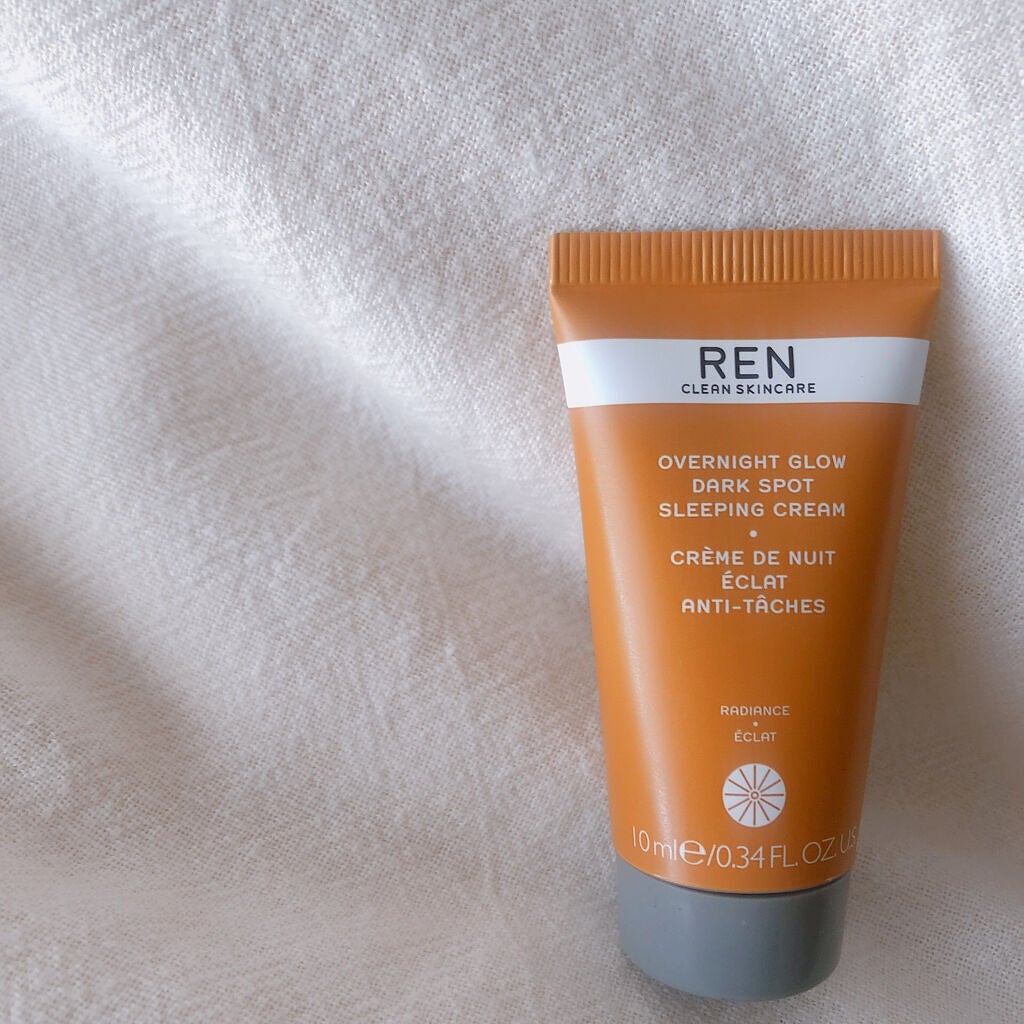 REN
CLEAN SKINCARE
OVERNIGHT GLOW
DARK SPOT
SLEEPING CREAM
•
CRÈME DE NUIT
ÉCLAT
ANTI-TÂCHES
RADIANCE
•
ÉCLAT
10 ml e/0.34 FL. OZ. U.S